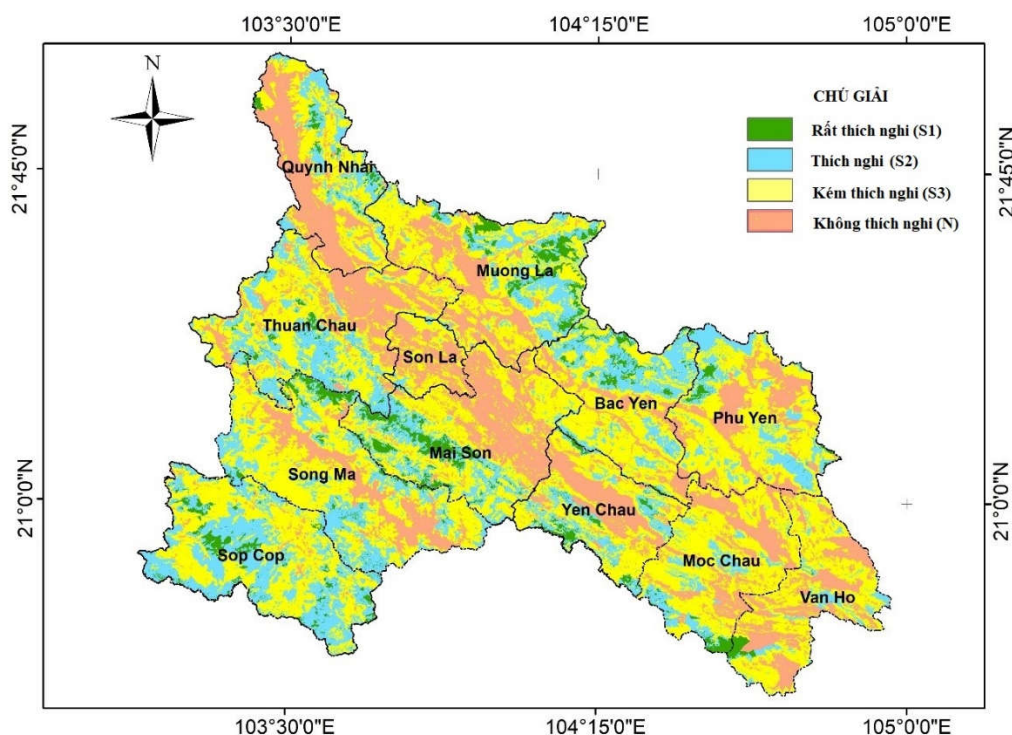 103°30'0"E 104°15'0"E 105°0'0"E
N
CHÚ GIẢI
Rất thích nghi (S1)
Thích nghi (S2)
Kém thích nghi (S3)
Không thích nghi (N)
21°45'0"N 21°45'0"N
Quynh Nhai
Muong La
Thuan Chau
Son La
Bac Yen
Phu Yen
Mai Son
Song Ma
21°0'0"N 21°0'0"N
Yen Chau
Sop Cop
Moc Chau
Van Ho
103°30'0"E 104°15'0"E 105°0'0"E